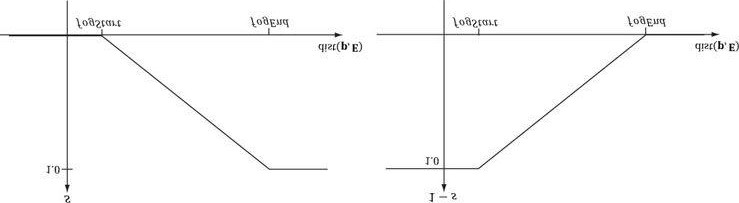 fogStart
fogEnd
dist(p, E)
1.0
s
fogStart
fogEnd
dist(p, E)
1.0
1 − s